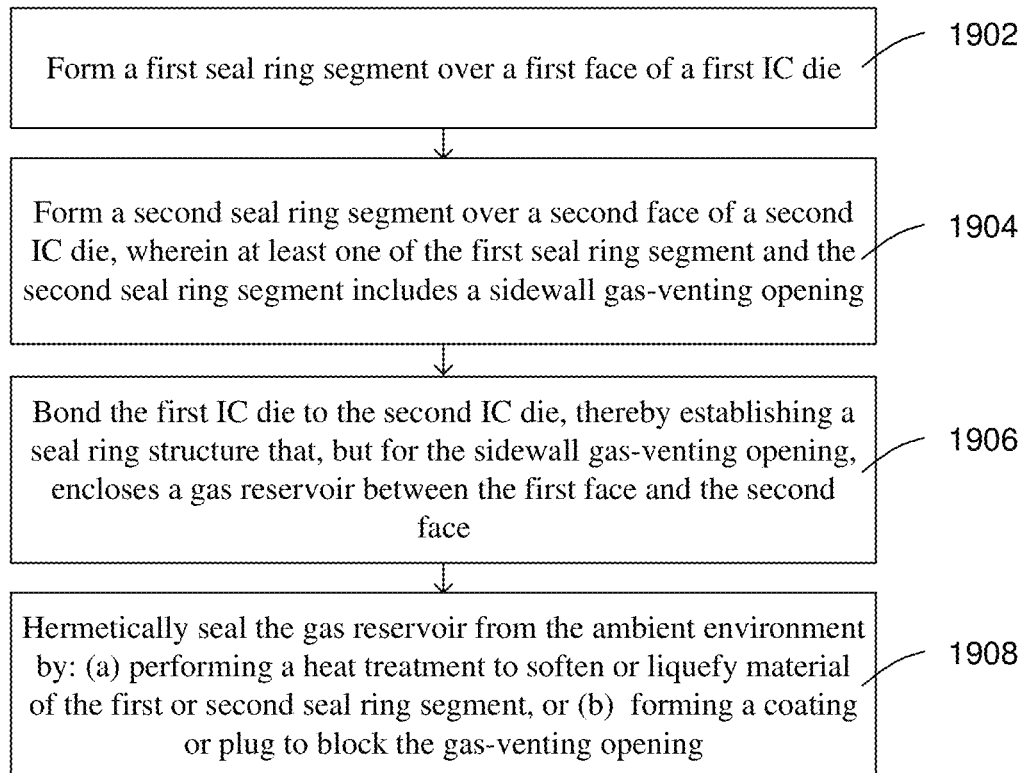 Form a first seal ring segment over a first face of a first IC die
1902
Form a second seal ring segment over a second face of a second
IC die, wherein at least one of the first seal ring segment and the
second seal ring segment includes a sidewall gas-venting opening
1904
Bond the first IC die to the second IC die, thereby establishing a
seal ring structure that, but for the sidewall gas-venting opening,
encloses a gas reservoir between the first face and the second
face
1906
Hermetically seal the gas reservoir from the ambient environment
by: (a) performing a heat treatment to soften or liquefy material
of the first or second seal ring segment, or (b) forming a coating
or plug to block the gas-venting opening
1908